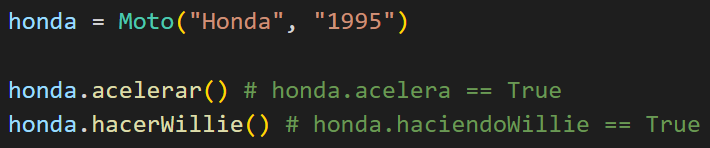 honda = Moto("Honda", "1995")
honda.acelerar() # honda.acelera == True
honda.hacerWillie() # honda.haciendoWillie == True